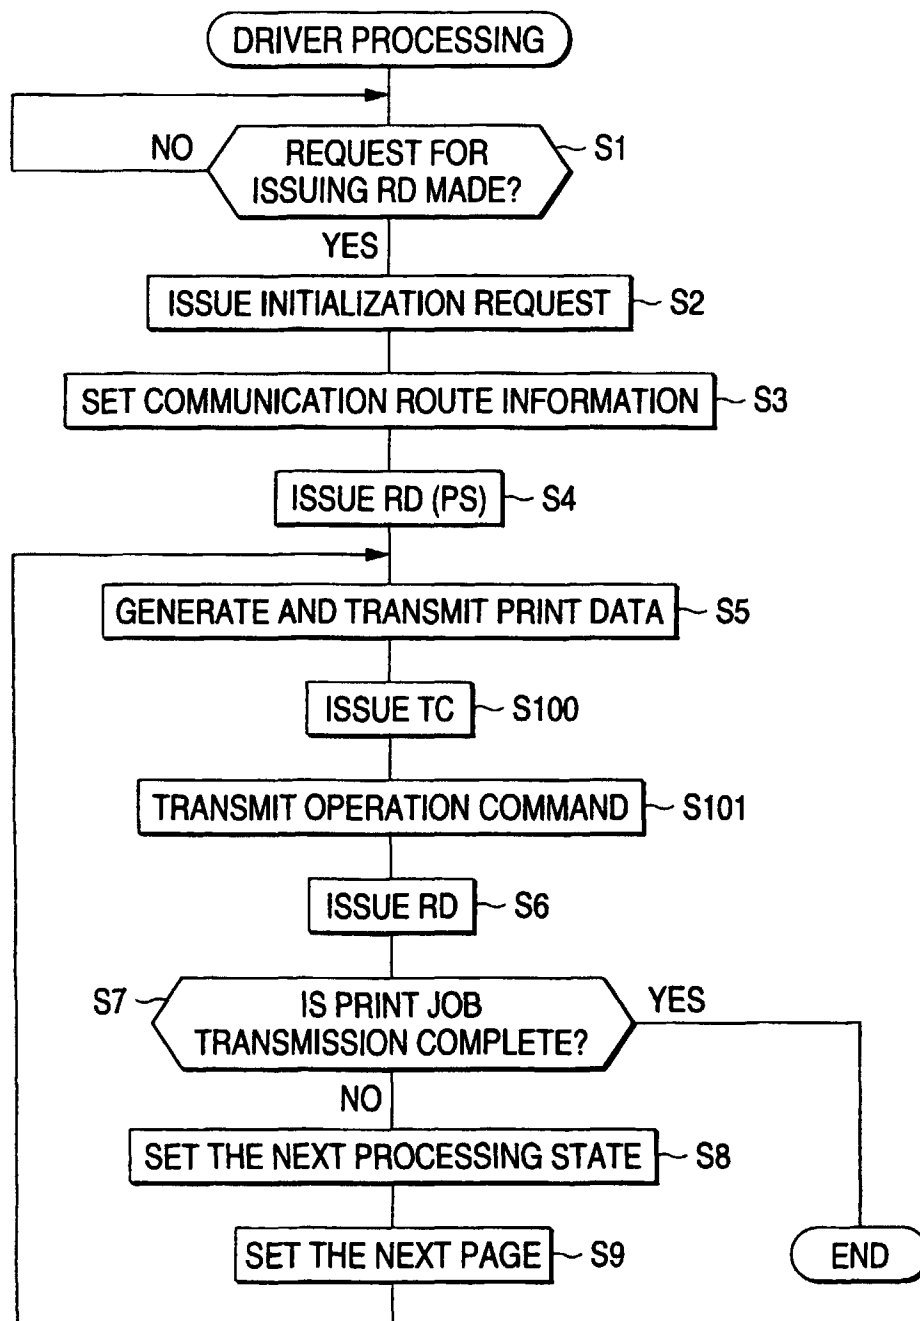 DRIVER PROCESSING
NO
REQUEST FOR
ISSUING RD MADE?
S1
YES
ISSUE INITIALIZATION REQUEST
S2
SET COMMUNICATION ROUTE INFORMATION
S3
ISSUE RD (PS)
S4
GENERATE AND TRANSMIT PRINT DATA
S5
ISSUE TC
S100
TRANSMIT OPERATION COMMAND
S101
ISSUE RD
S6
S7
IS PRINT JOB
TRANSMISSION COMPLETE?
YES
NO
SET THE NEXT PROCESSING STATE
S8
SET THE NEXT PAGE
S9
END